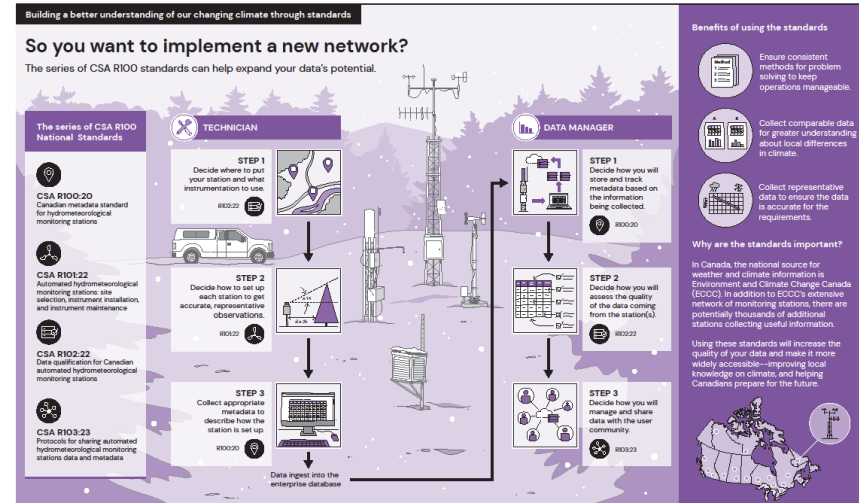 Building a better understanding of our changing climate through standards
So you want to implement a new network?
The series of CSA R100 standards can help expand your data's potential.
The series of CSA R100
National Standards
CSA R100:20
Canadian metadata standard
for hydrometeorological
monitoring stations
CSA R101:22
Automated hydrometeorological
monitoring stations: site
selection, instrument installation,
and instrument maintenance
CSA R102:22
Data qualification for Canadian
automated hydrometeorological
monitoring stations
CSA R103:23
Protocols for sharing automated
hydrometeorological monitoring
stations data and metadata
TECHNICIAN
STEP 1
Decide where to put
your station and what
instrumentation to use.
R102:22
STEP 2
Decide how to set up
each station to get
accurate, representative
observations.
R101:22
STEP 3
Collect appropriate
metadata to
describe how the
station is set up.
R100:20
Data ingest into the
enterprise database
DATA MANAGER
STEP 1
Decide how you will
store and track
metadata based on
the information
being collected.
R100:20
STEP 2
Decide how you will
assess the quality
of the data coming
from the station(s).
R102:22
STEP 3
Decide how you will
manage and share
data with the user
community.
R103:23
Benefits of using the standards
Method
Ensure consistent
methods for problem
solving to keep
operations manageable.
A B
Collect comparable data
for greater understanding
about local differences
in climate.
Collect representative
data to ensure the data
is accurate for the
requirements.
Why are the standards important?
In Canada, the national source for
weather and climate information is
Environment and Climate Change Canada
(ECCC). In addition to ECCC's extensive
network of monitoring stations, there are
potentially thousands of additional
stations collecting useful information.
Using these standards will increase the
quality of your data and make it more
widely accessible—improving local
knowledge on climate, and helping
Canadians prepare for the future.